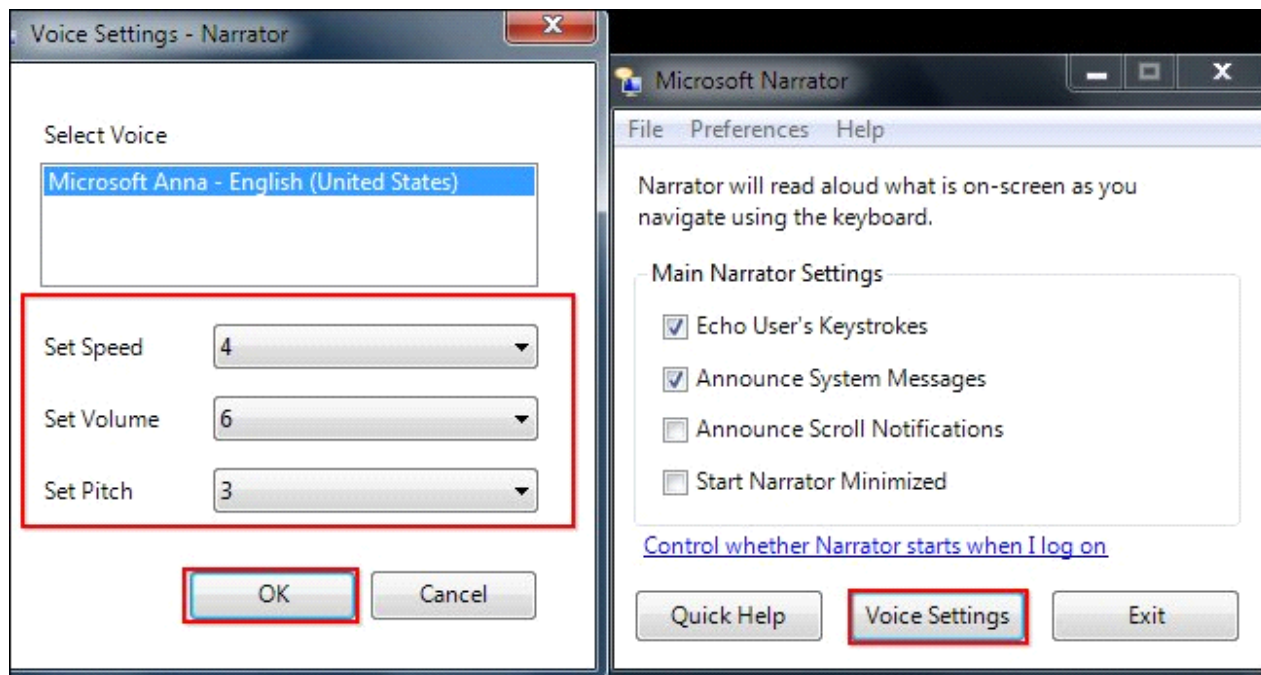 Voice Settings - Narrator
Select Voice
Microsoft Anna - English (United States)
Set Speed 4
Set Volume 6
Set Pitch 3
OK Cancel
Microsoft Narrator
File Preferences Help
Narrator will read aloud what is on-screen as you
navigate using the keyboard.
Main Narrator Settings
Echo User's Keystrokes
Announce System Messages
Announce Scroll Notifications
Start Narrator Minimized
Control whether Narrator starts when I log on
Quick Help Voice Settings Exit